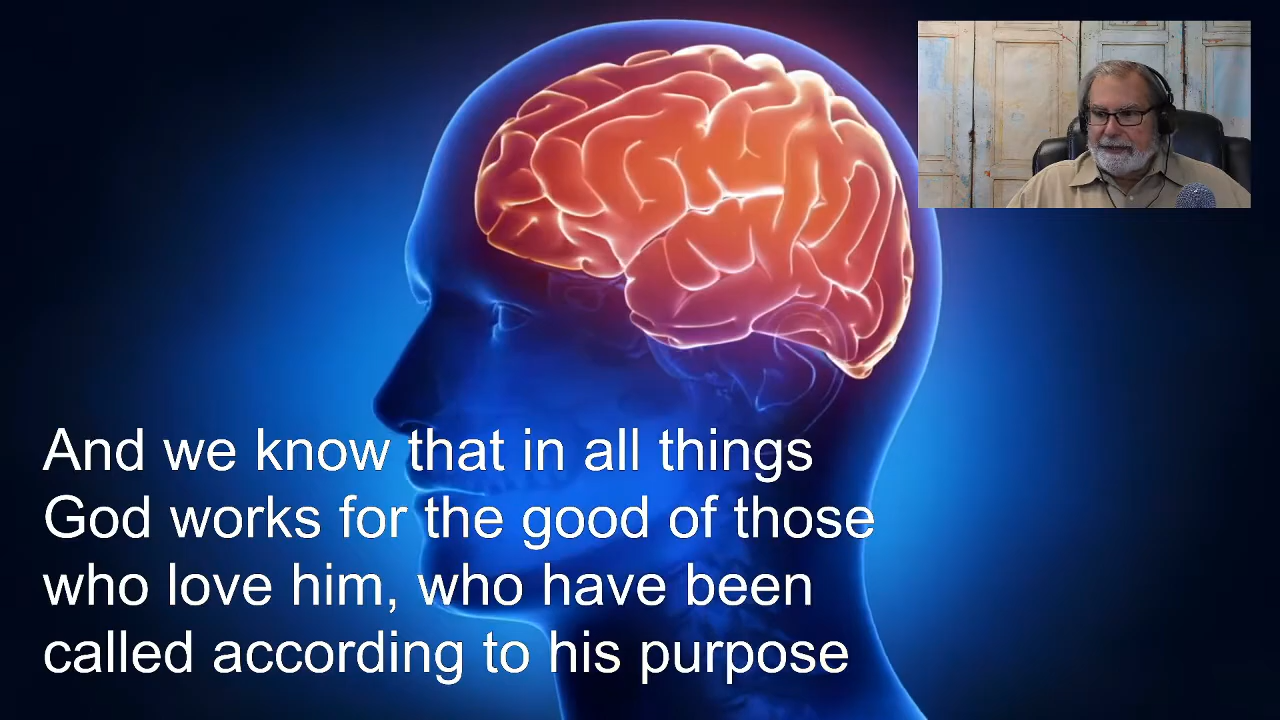 And we know that in all things
God works for the good of those
who love him, who have been
called according to his purpose